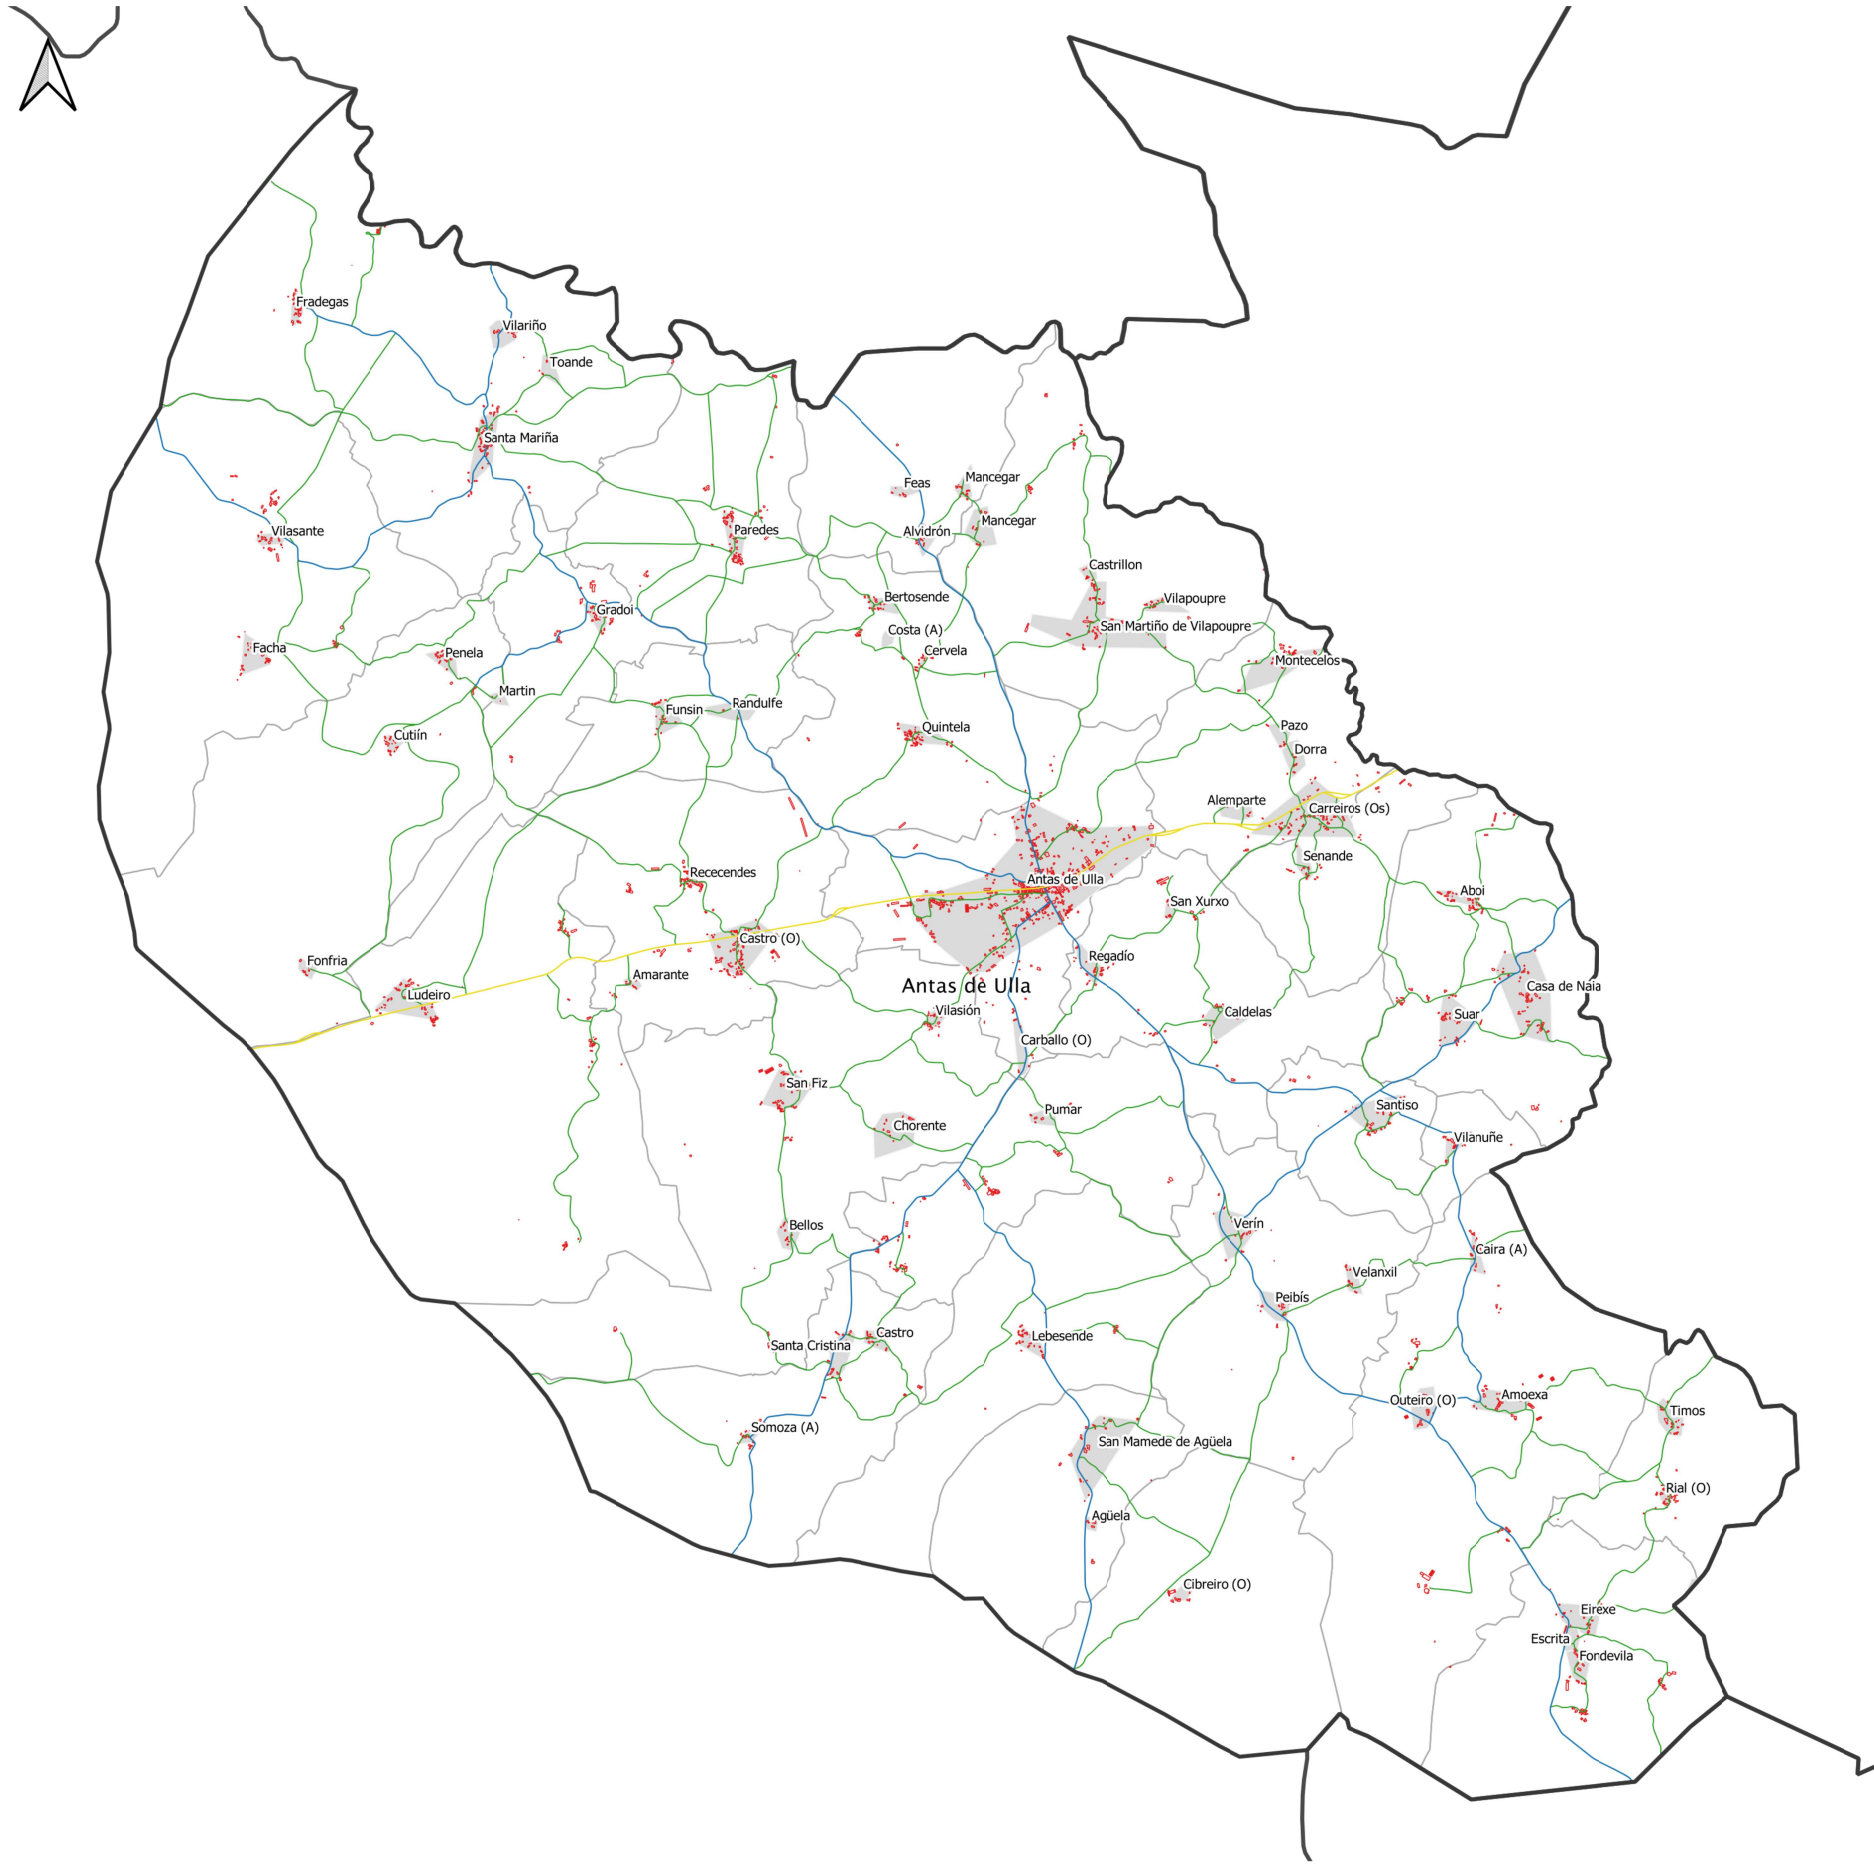 Fradegas
Vilariño
Toande
Santa Mariña
Feas
Mancegar
Mancegar
Vilasante
Paredes
Alvidrón
Castrillon
Bertosende
Vilapoupre
Gradoi
Costa (A)
San Martiño de Vilapoupre
Facha
Penela
Cervela
Montecelos
Martin
Funsin
Randulfe
Cutiín
Quintela
Pazo
Dorra
Alemparte
Carreiros (Os)
Senande
Rececendes
Antas de Ulla
Aboi
San Xurxo
Castro (O)
Regadío
Fonfria
Amarante
Antas de Ulla
Casa de Naia
Ludeiro
Vilasión
Caldelas
Suar
Carballo (O)
San Fiz
Pumar
Santiso
Chorente
Vilanuñe
Bellos
Verín
Caira (A)
Velanxil
Peibís
Castro
Lebesende
Santa Cristina
Outeiro (O)
Amoexa
Timos
Somoza (A)
San Mamede de Agüela
Rial (O)
Agüela
Cibreiro (O)
Eirexe
Escrita
Fordevila